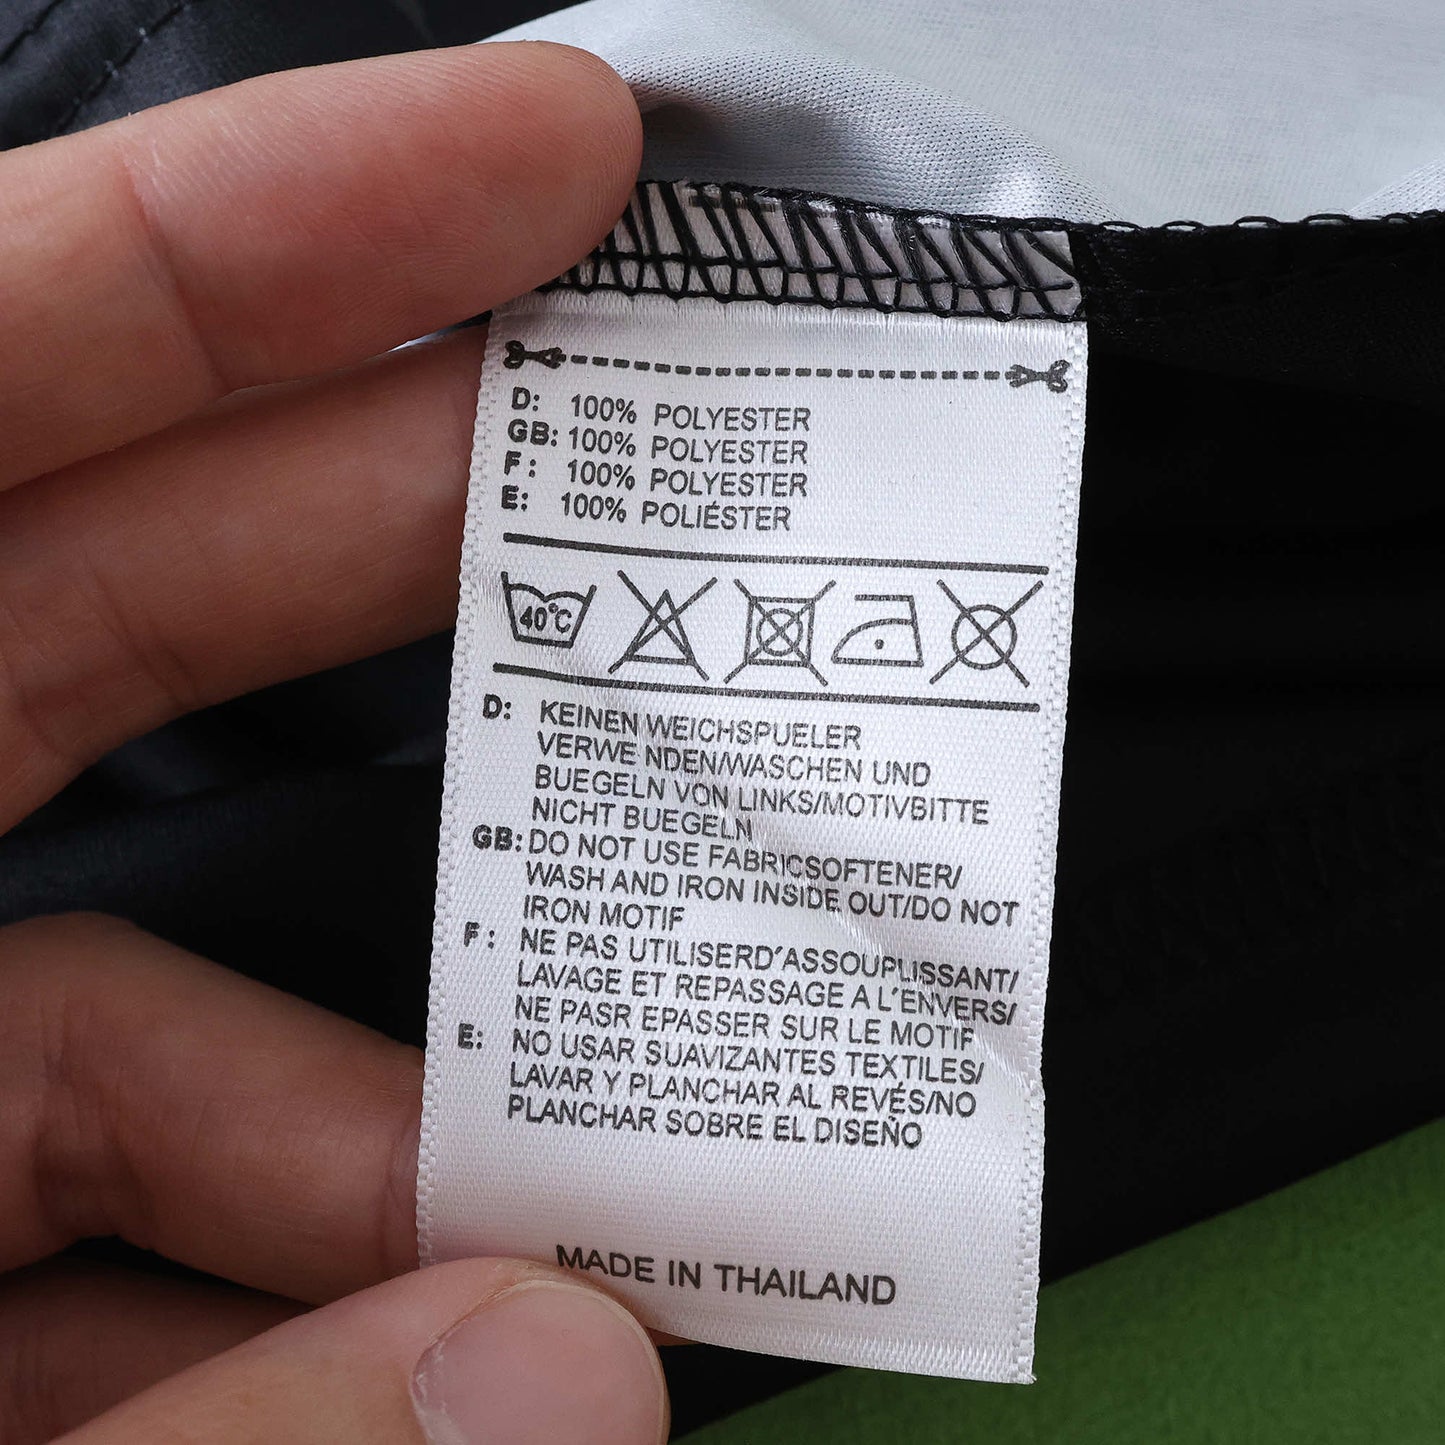 D: 100% POLYESTER
GB: 100% POLYESTER
F: 100% POLYESTER
E: 100% POLIÉSTER
40°C
D: KEINEN WEICHSPUELER
VERWE NDEN/WASCHEN UND
BUEGELN VON LINKS/MOTIVBITTE
NICHT BUEGELN
GB: DO NOT USE FABRICSOFTENER/
WASH AND IRON INSIDE OUT/DO NOT
IRON MOTIF
F: NE PAS UTILISERD´ASSOUPLISSANT/
LAVAGE ET REPASSAGE A L´ENVERS/
NE PASR EPASSER SUR LE MOTIF
E: NO USAR SUAVIZANTES TEXTILES/
LAVAR Y PLANCHAR AL REVÉS/NO
PLANCHAR SOBRE EL DISEÑO
MADE IN THAILAND